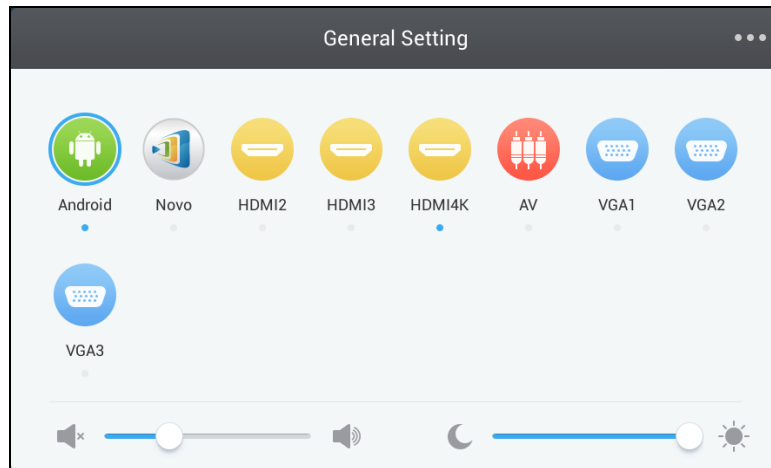 General Setting
Android Novo HDMI2 HDMI3 HDMI4K AV VGA1 VGA2
VGA3